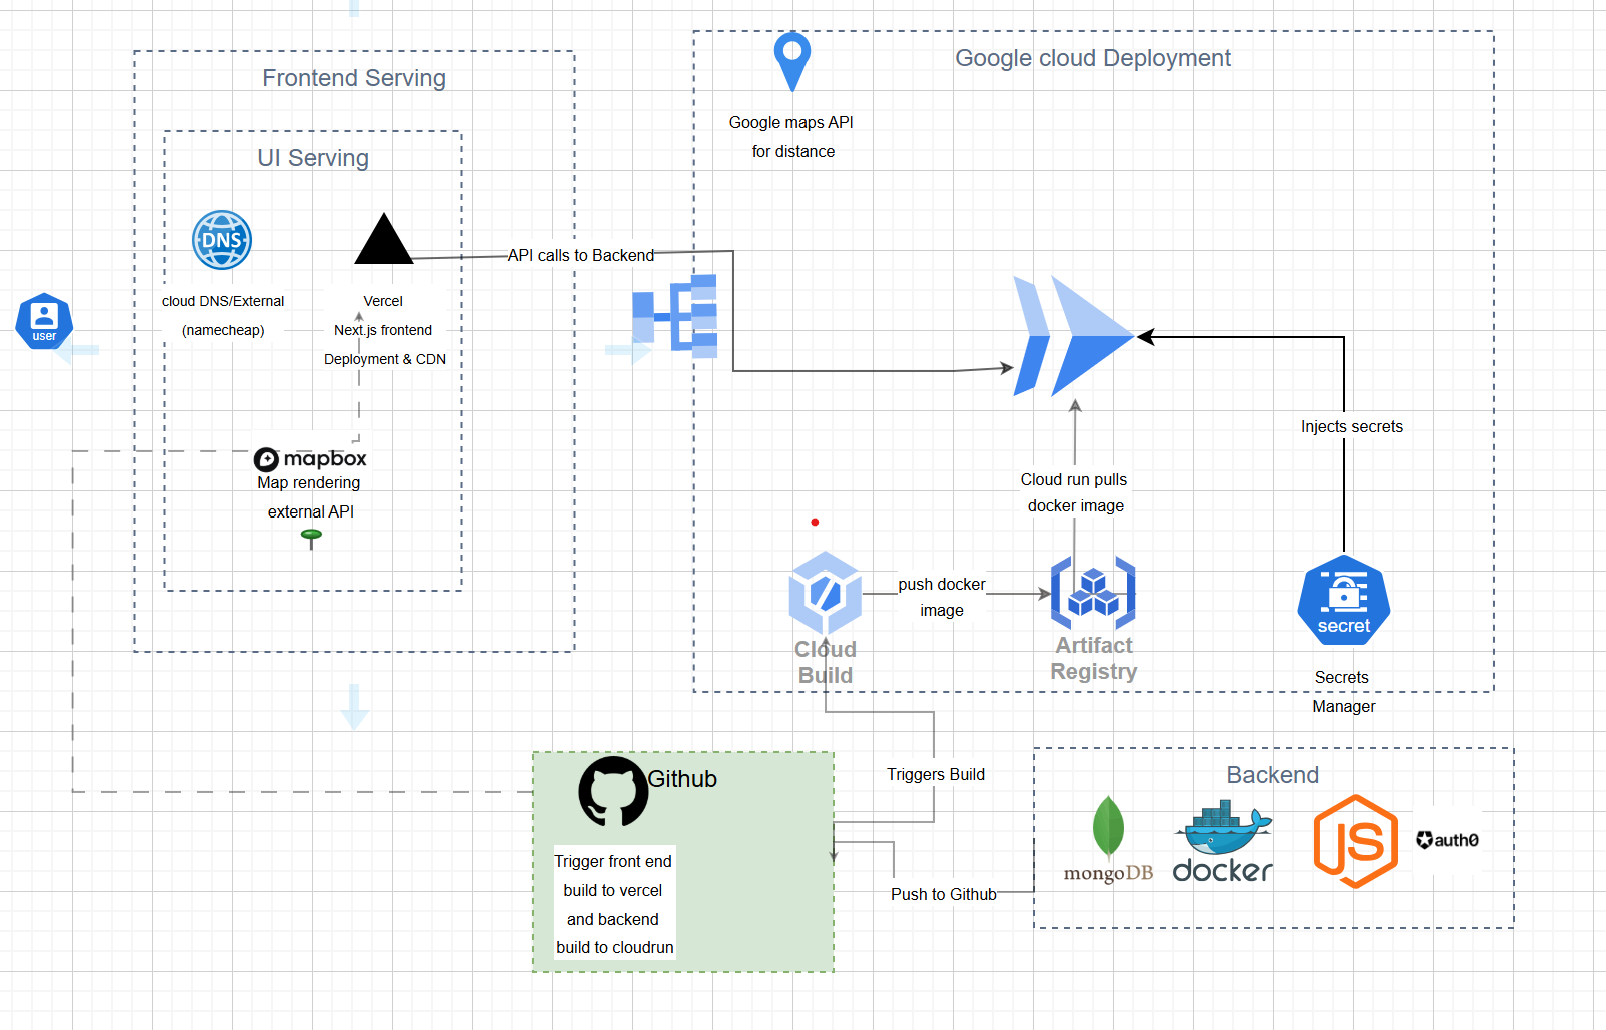 Frontend Serving
UI Serving
DNS
cloud DNS/External
(namecheap)
Vercel
Next.js frontend
Deployment & CDN
user
mapbox
Map rendering
external API
API calls to Backend
Google cloud Deployment
Google maps API
for distance
Injects secrets
Cloud run pulls
docker image
push docker
image
Cloud
Build
Artifact
Registry
secret
Secrets
Manager
Github
Trigger front end
build to vercel
and backend
build to cloudrun
Triggers Build
Push to Github
Backend
mongoDB
docker
JS
auth0